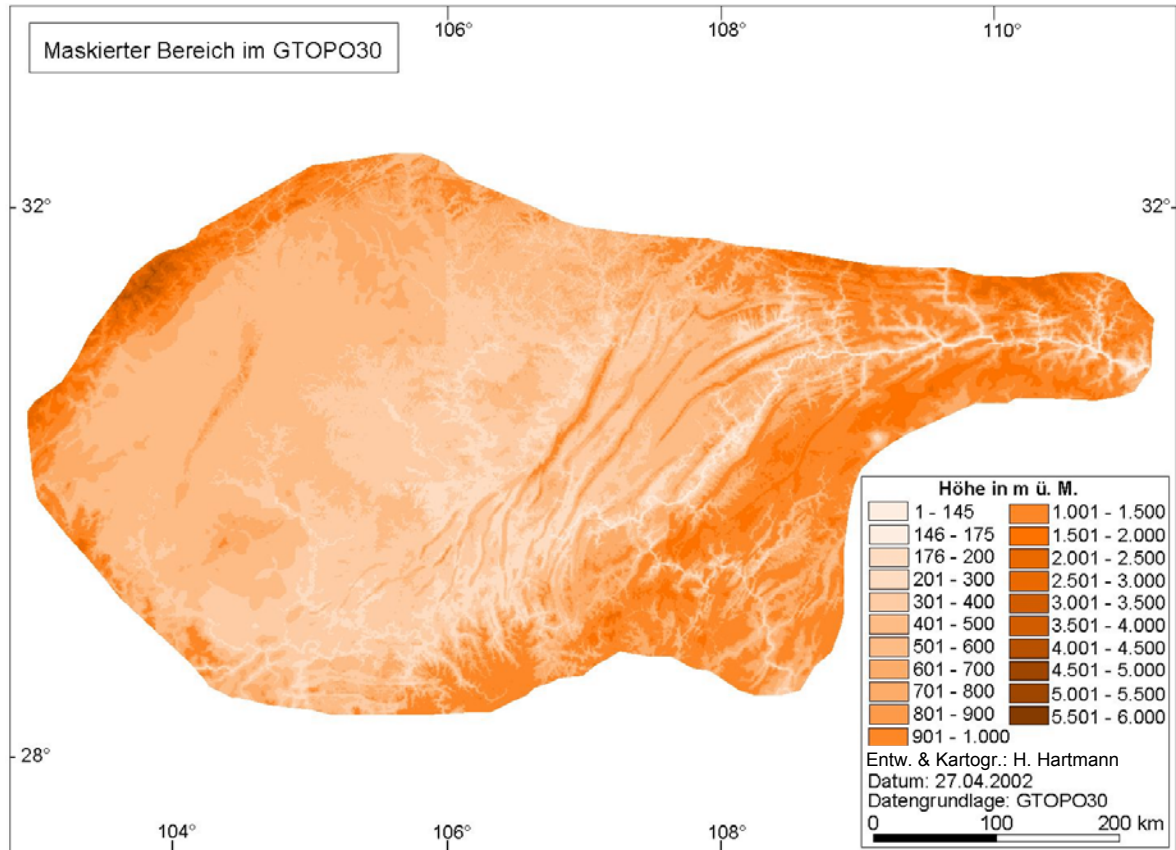 106°
108°
110°
Maskierter Bereich im GTOPO30
32°
32°
Höhe in m ü. M.
1 - 145
146 - 175
176 - 200
201 - 300
301 - 400
401 - 500
501 - 600
601 - 700
701 - 800
801 - 900
901 - 1.000
1.001 - 1.500
1.501 - 2.000
2.001 - 2.500
2.501 - 3.000
3.001 - 3.500
3.501 - 4.000
4.001 - 4.500
4.501 - 5.000
5.001 - 5.500
5.501 - 6.000
28°
Entw. & Kartogr.: H. Hartmann
Datum: 27.04.2002
Datengrundlage: GTOPO30
0 100 200 km
104°
106°
108°